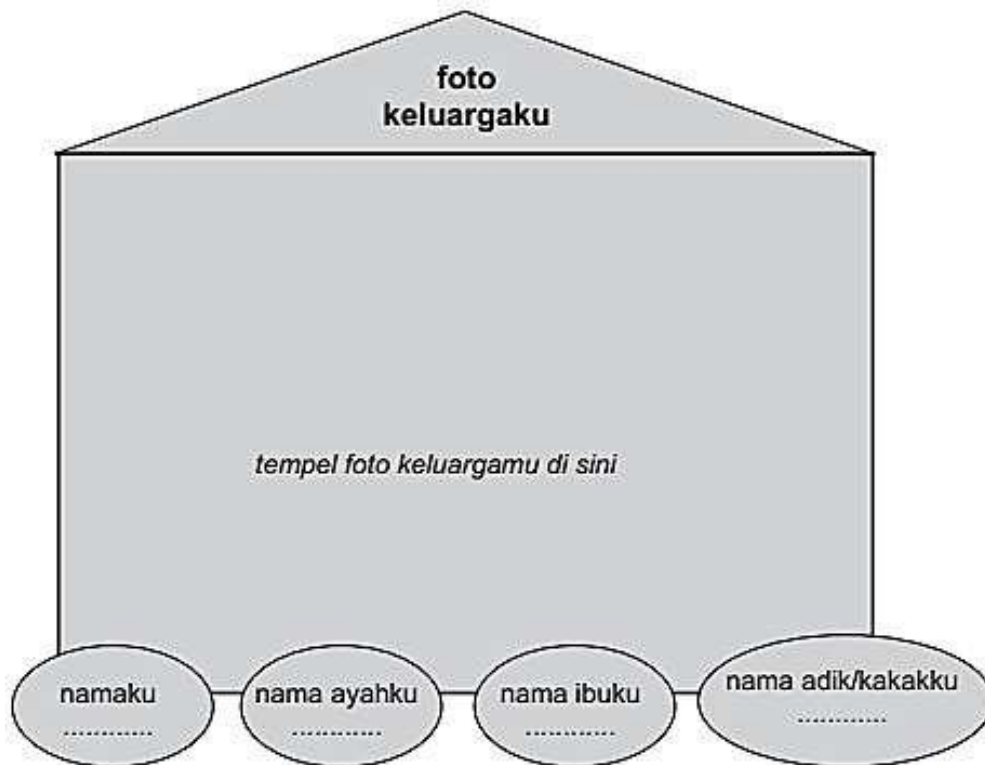 foto
keluargaku
tempel foto keluargamu di sini
namaku
............
nama ayahku
............
nama ibuku
............
nama adik/kakakku
............